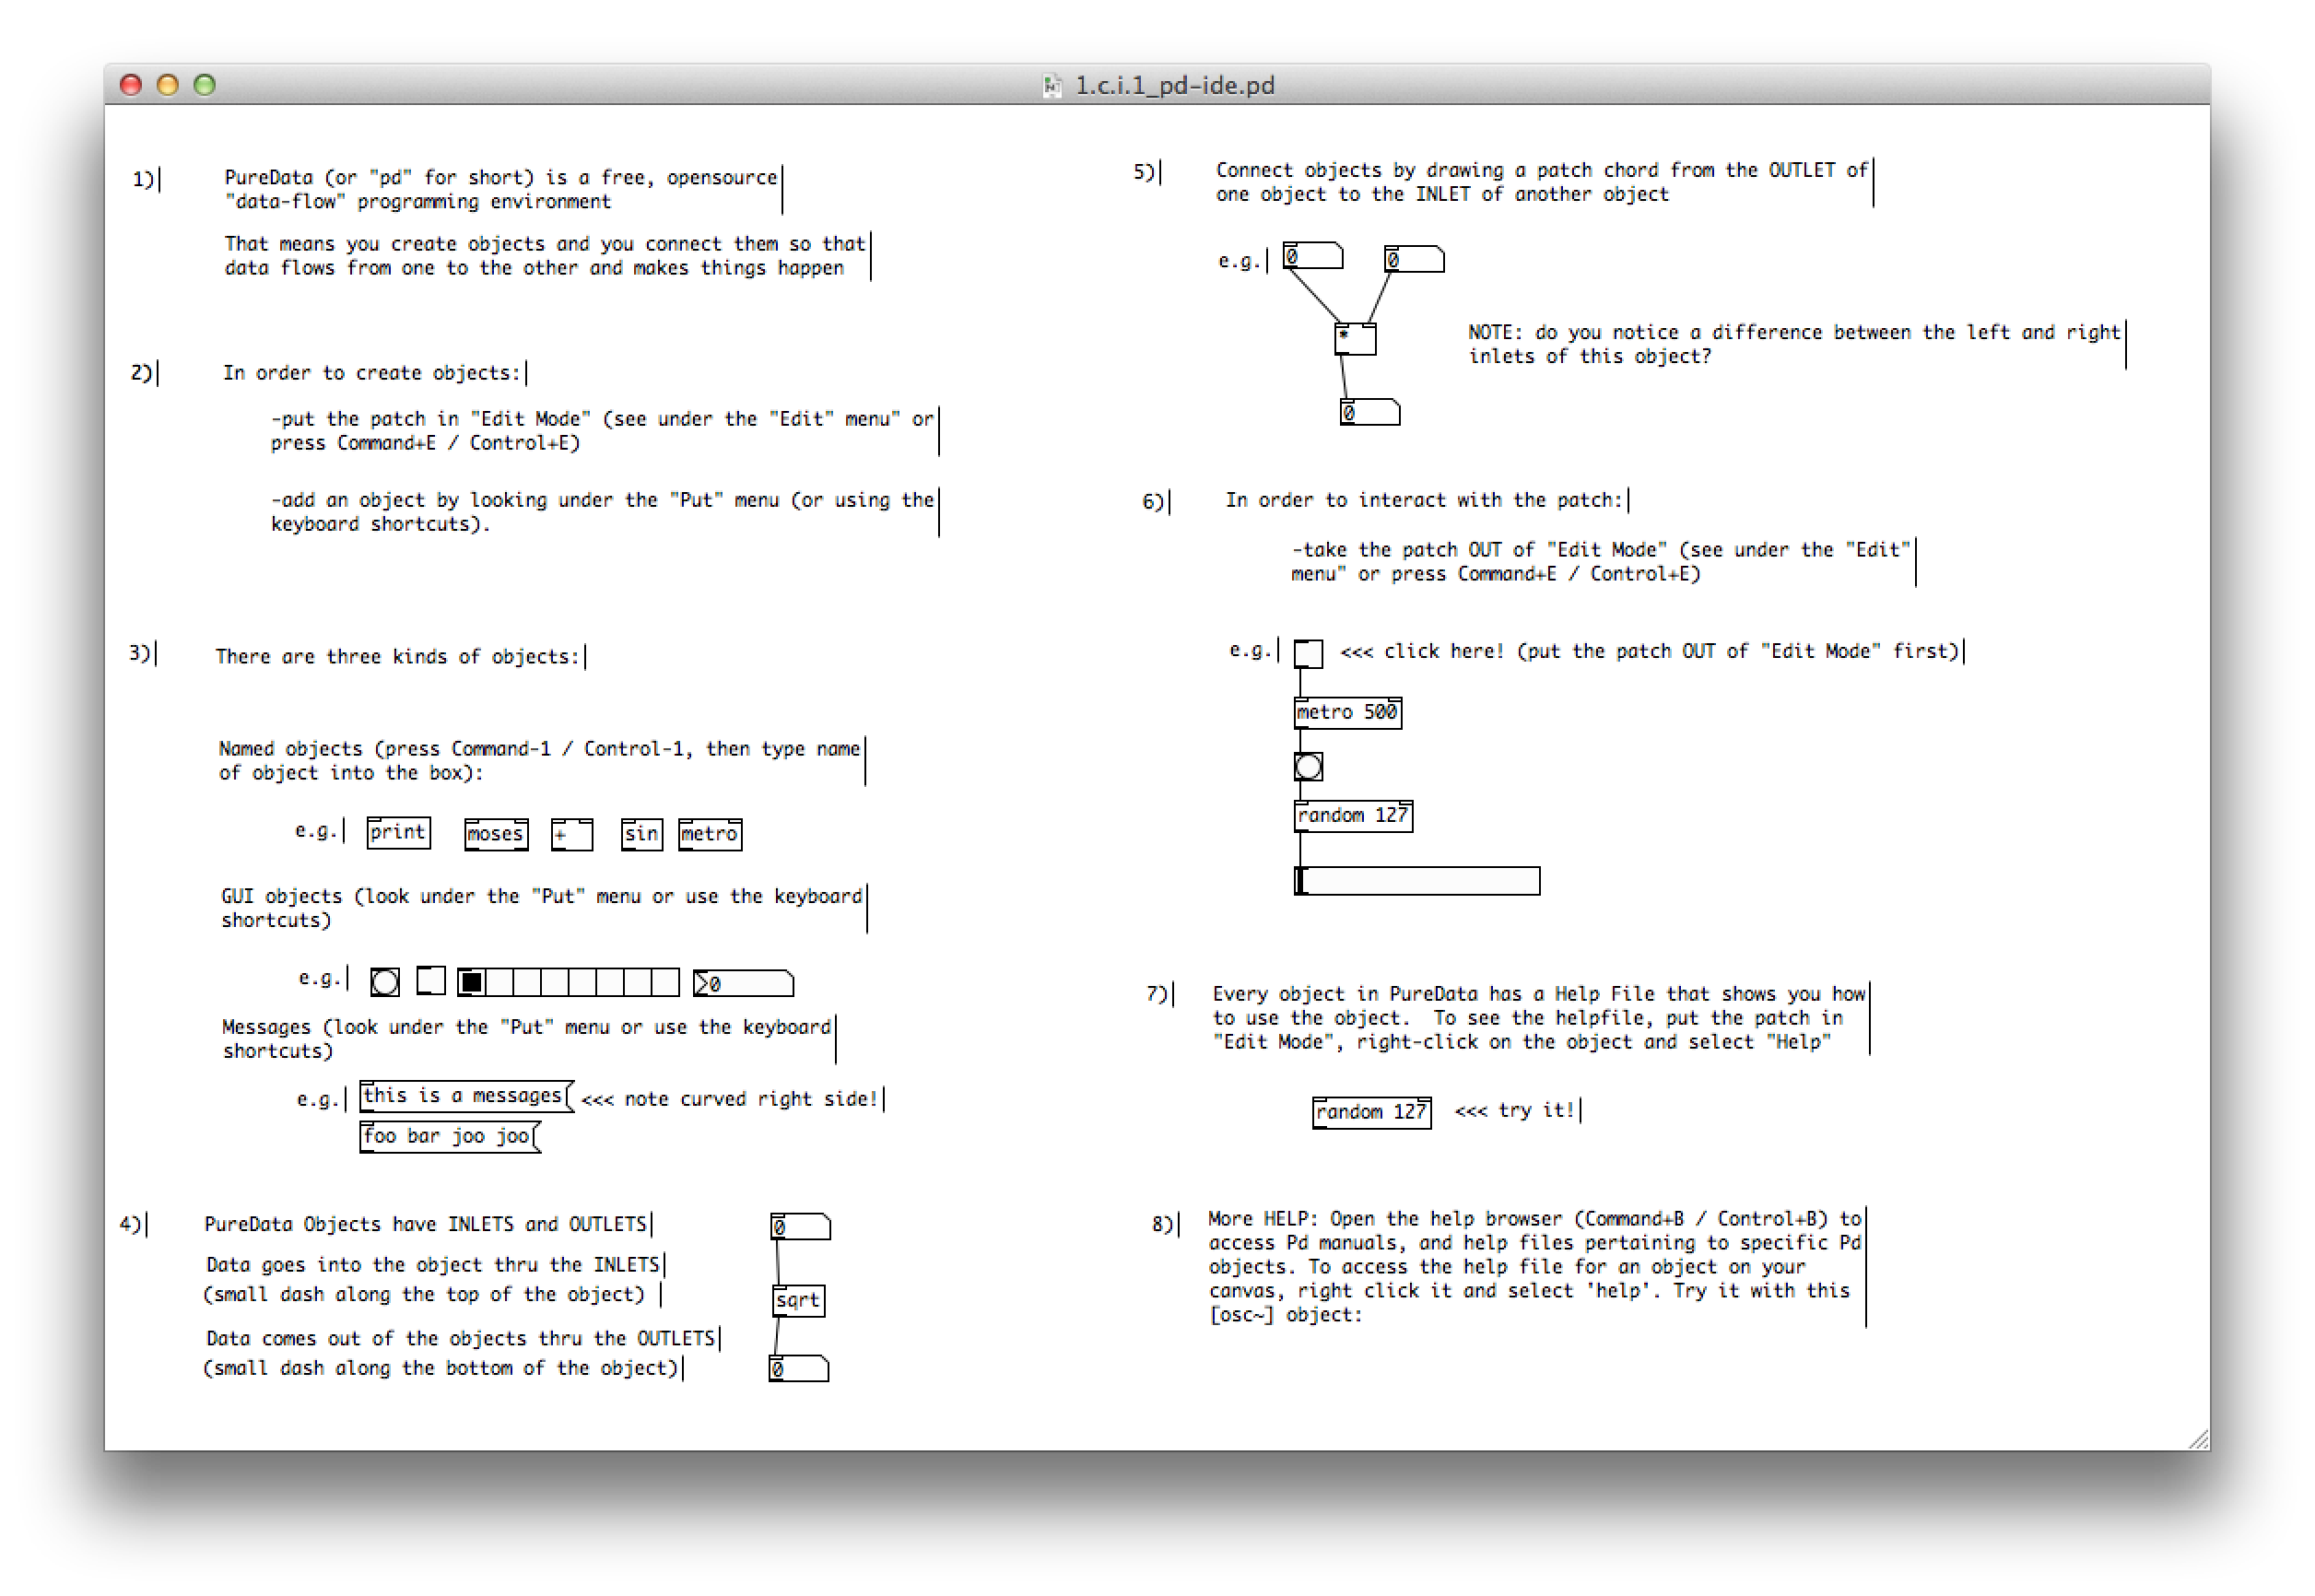 1.c.i.1_pd-ide.pd
1)
PureData (or "pd" for short) is a free, opensource
"data-flow" programming environment
That means you create objects and you connect them so that
data flows from one to the other and makes things happen
2)
In order to create objects:
-put the patch in "Edit Mode" (see under the "Edit" menu" or
press Command+E / Control+E)
-add an object by looking under the "Put" menu (or using the
keyboard shortcuts).
3)
There are three kinds of objects:
Named objects (press Command-1 / Control-1, then type name
of object into the box):
e.g. print moses + sin metro
GUI objects (look under the "Put" menu or use the keyboard
shortcuts)
e.g. 0
Messages (look under the "Put" menu or use the keyboard
shortcuts)
e.g. this is a messages <<< note curved right side!
foo bar joo joo
4)
PureData Objects have INLETS and OUTLETS
Data goes into the object thru the INLETS
(small dash along the top of the object)
Data comes out of the objects thru the OUTLETS
(small dash along the bottom of the object)
0
sqrt
0
5)
Connect objects by drawing a patch chord from the OUTLET of
one object to the INLET of another object
e.g. 0 0
*
0
NOTE: do you notice a difference between the left and right
inlets of this object?
6)
In order to interact with the patch:
-take the patch OUT of "Edit Mode" (see under the "Edit"
menu" or press Command+E / Control+E)
e.g. <<< click here! (put the patch OUT of "Edit Mode" first)
metro 500
random 127
7)
Every object in PureData has a Help File that shows you how
to use the object.  To see the helpfile, put the patch in
"Edit Mode", right-click on the object and select "Help"
random 127 <<< try it!
8)
More HELP: Open the help browser (Command+B / Control+B) to
access Pd manuals, and help files pertaining to specific Pd
objects. To access the help file for an object on your
canvas, right click it and select 'help'. Try it with this
[osc~] object: